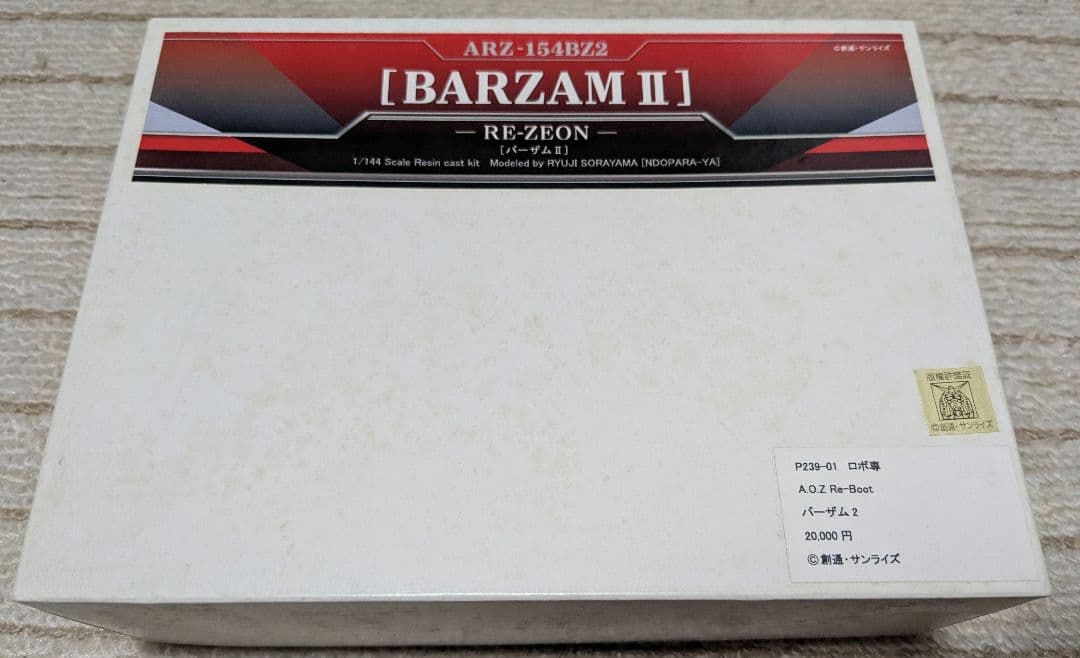 ARZ-154BZ2
©創通・サンライズ
[BARZAM II]
— RE-ZEON —
[バーザムⅡ]
1/144 Scale Resin cast kit Modeled by RYUJI SORAYAMA [NDOPARA-YA]
版権許諾証
©創通・サンライズ
P239-01 ロボ専
A.O.Z Re-Boot
バーザム2
20,000 円
©創通・サンライズ